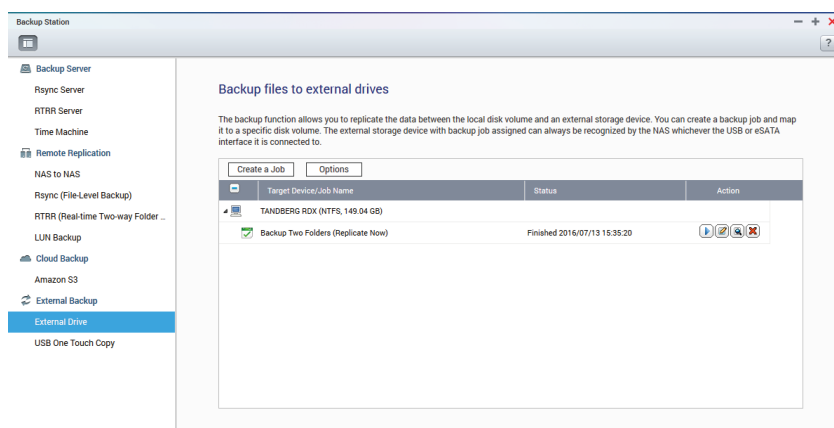 Backup Station
?
Backup Server
Rsync Server
RTRR Server
Time Machine
Remote Replication
NAS to NAS
Rsync (File-Level Backup)
RTRR (Real-time Two-way Folder ...
LUN Backup
Cloud Backup
Amazon S3
External Backup
External Drive
USB One Touch Copy
Backup files to external drives
The backup function allows you to replicate the data between the local disk volume and an external storage device. You can create a backup job and map
it to a specific disk volume. The external storage device with backup job assigned can always be recognized by the NAS whichever the USB or eSATA
interface it is connected to.
Create a Job Options
Target Device/Job Name Status Action
TANDBERG RDX (NTFS, 149.04 GB)
Backup Two Folders (Replicate Now) Finished 2016/07/13 15:35:20